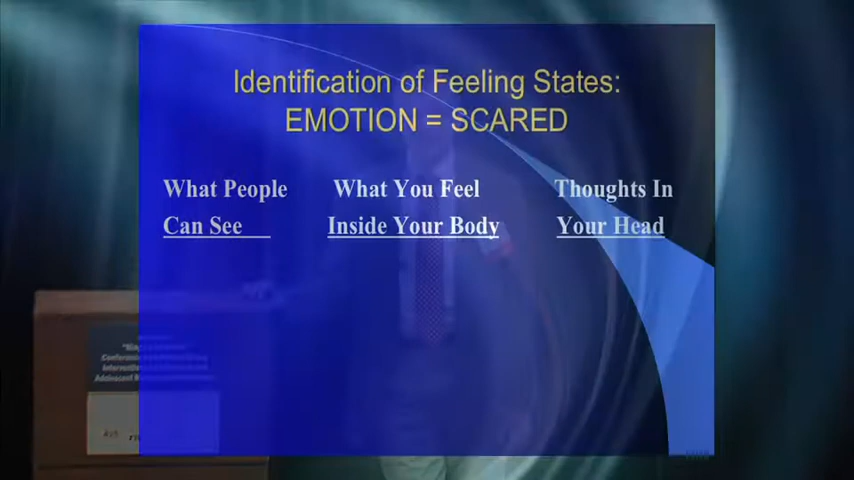 Identification of Feeling States:
EMOTION = SCARED
What People What You Feel Thoughts In
Can See Inside Your Body Your Head